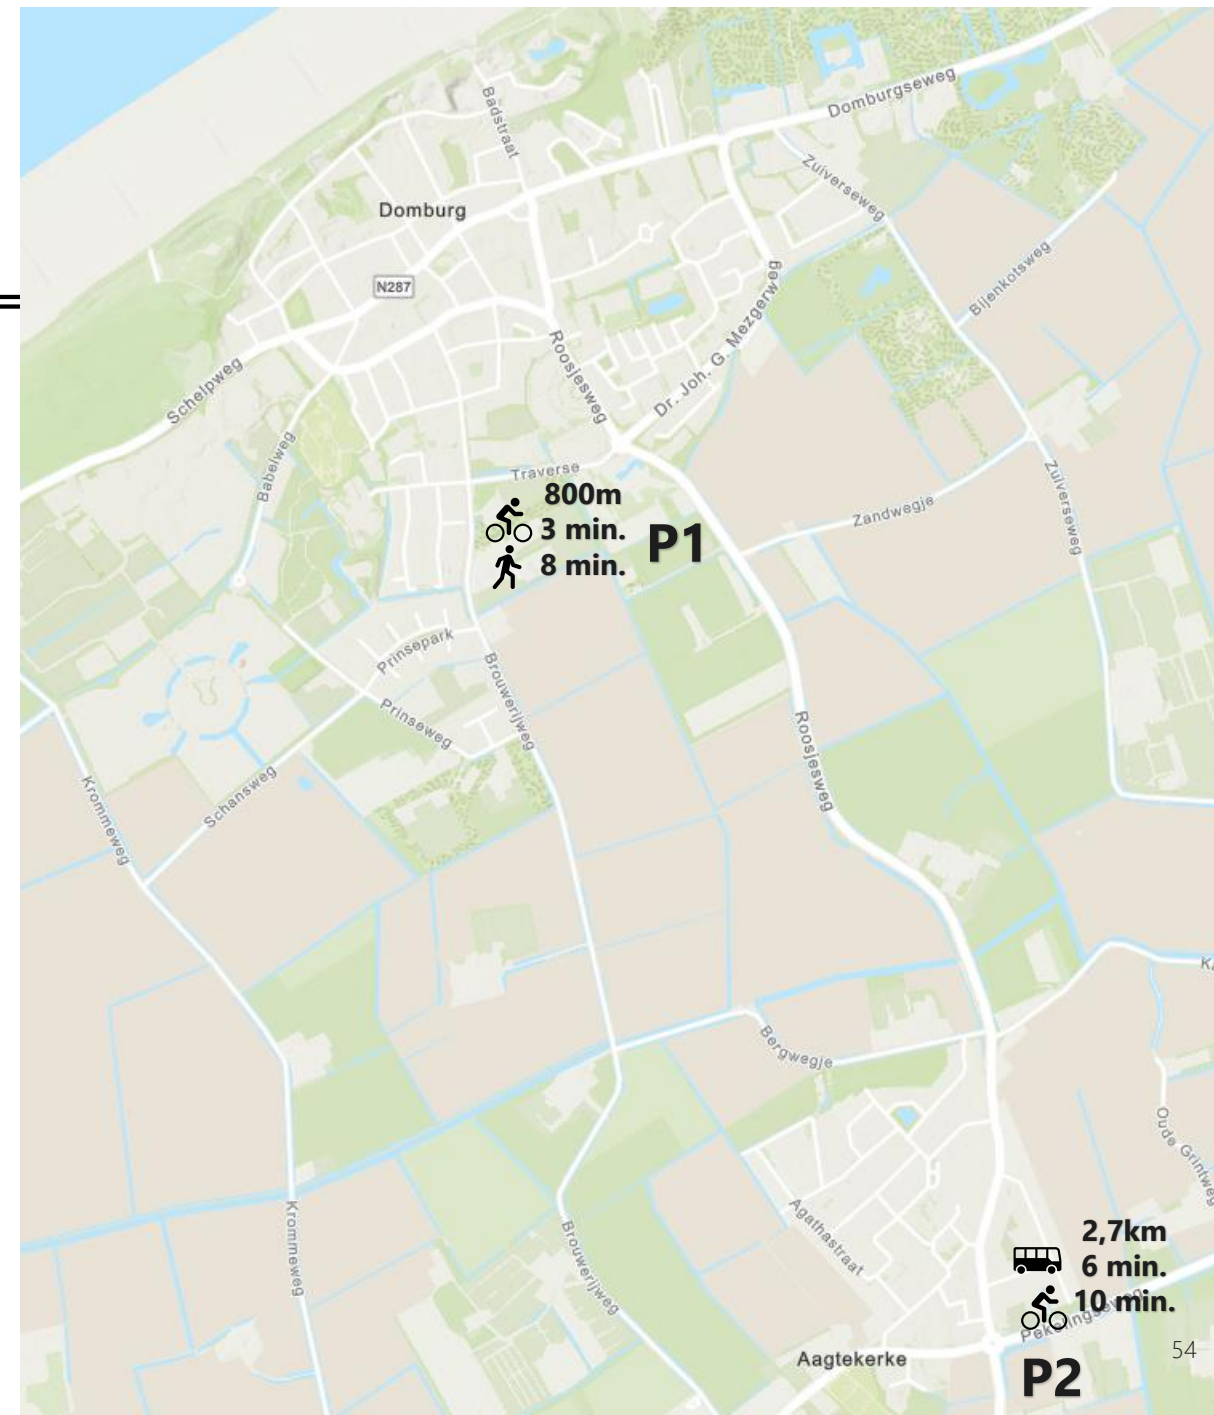 Badstraat
Domburgseweg
Zuiverseweg
Domburg
Bijenkotsweg
N287
Dr. Joh. G. Mezgerweg
Roosjesweg
Schelpweg
Babelweg
Traverse
Zuiverseweg
800m
Zandwegje
3 min.
P1
8 min.
Prinsepark
Brouwerijweg
Prinseweg
Roosjesweg
Schansweg
Krommeweg
Bergwegje
Oude Grintweg
Agathastraat
Krommeweg
Brouwerijweg
2,7km
6 min.
10 min.
Aagtekerke
P2
54